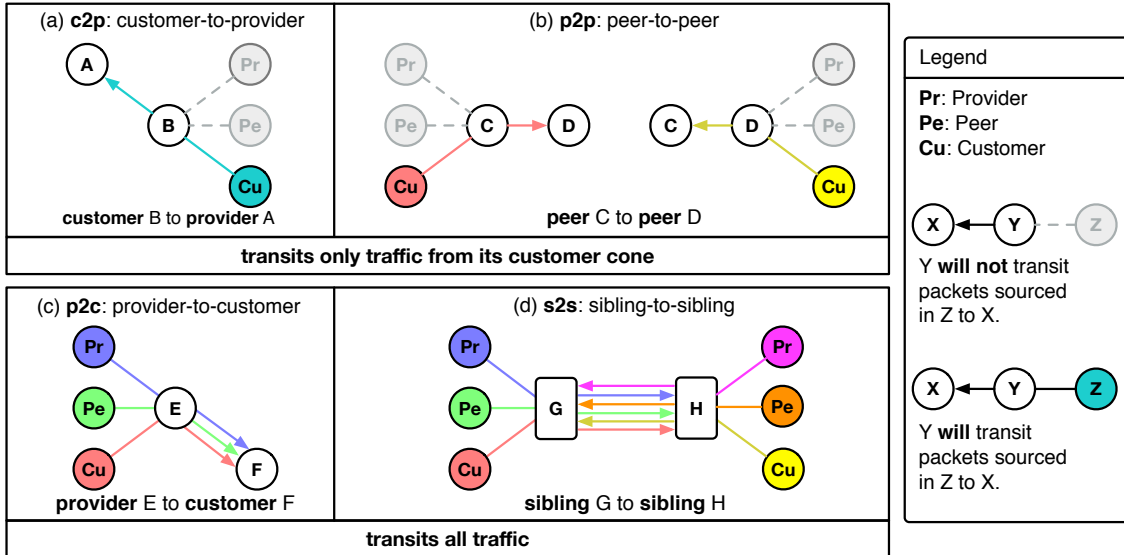 (a) c2p: customer-to-provider
A
Pr
B
Pe
Cu
customer B to provider A
(b) p2p: peer-to-peer
Pr
Pr
Pe
C
D
C
D
Pe
Cu
Cu
peer C to peer D
transits only traffic from its customer cone
(c) p2c: provider-to-customer
Pr
Pe
E
Cu
F
provider E to customer F
(d) s2s: sibling-to-sibling
Pr
Pr
Pe
G
H
Pe
Cu
Cu
sibling G to sibling H
transits all traffic
Legend
Pr: Provider
Pe: Peer
Cu: Customer
X
Y
Z
Y will not transit
packets sourced
in Z to X.
X
Y
Z
Y will transit
packets sourced
in Z to X.